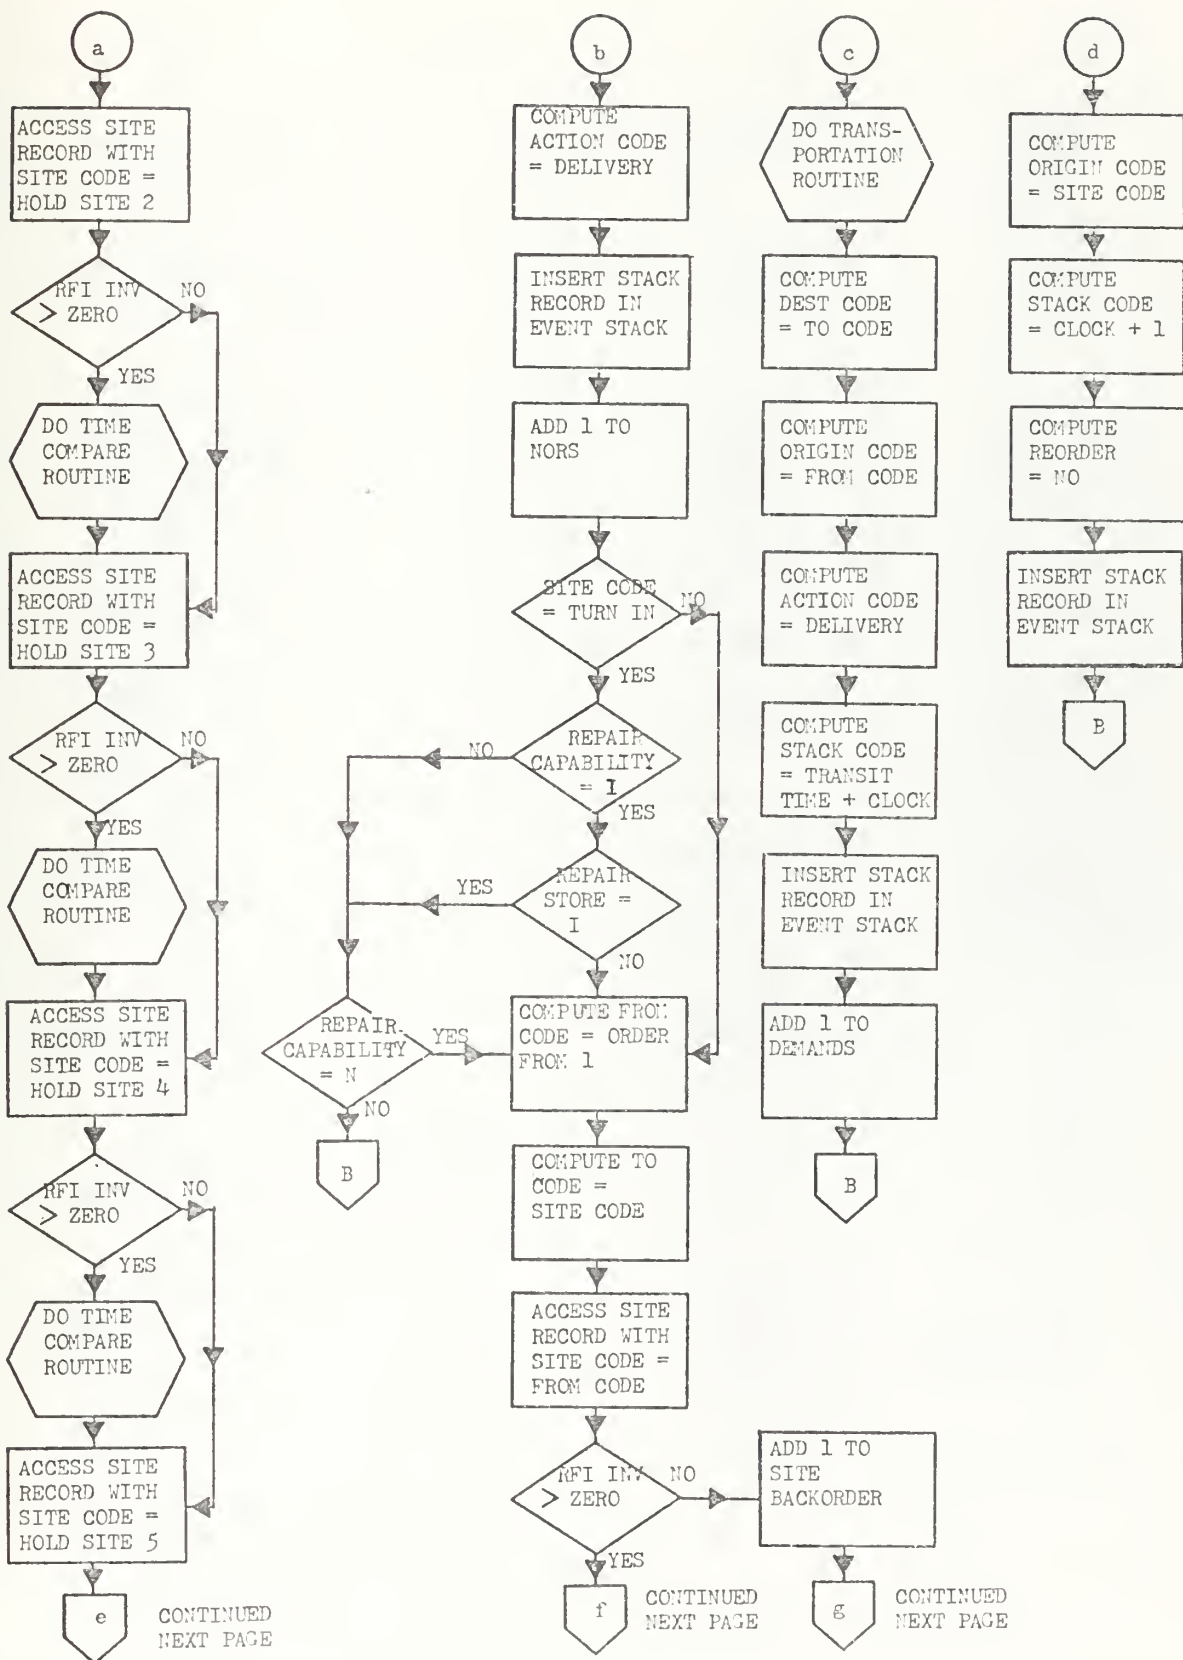 a
ACCESS SITE
RECORD WITH
SITE CODE =
HOLD SITE 2
RFI INV
> ZERO
NO
YES
DO TIME
COMPARE
ROUTINE
ACCESS SITE
RECORD WITH
SITE CODE =
HOLD SITE 3
RFI INV
> ZERO
NO
YES
DO TIME
COMPARE
ROUTINE
ACCESS SITE
RECORD WITH
SITE CODE =
HOLD SITE 4
RFI INV
> ZERO
NO
YES
DO TIME
COMPARE
ROUTINE
ACCESS SITE
RECORD WITH
SITE CODE =
HOLD SITE 5
e
CONTINUED
NEXT PAGE
b
COMPUTE
ACTION CODE
= DELIVERY
INSERT STACK
RECORD IN
EVENT STACK
ADD 1 TO
NORS
SITE CODE
= TURN IN
NO
YES
REPAIR
CAPABILITY
= I
NO
YES
REPAIR
STORE =
I
YES
NO
REPAIR
CAPABILITY
= N
YES
NO
B
COMPUTE FROM
CODE = ORDER
FROM 1
COMPUTE TO
CODE =
SITE CODE
ACCESS SITE
RECORD WITH
SITE CODE =
FROM CODE
RFI INV
> ZERO
NO
YES
f
CONTINUED
NEXT PAGE
ADD 1 TO
SITE
BACKORDER
g
CONTINUED
NEXT PAGE
c
DO TRANS-
PORTATION
ROUTINE
COMPUTE
DEST CODE
= TO CODE
COMPUTE
ORIGIN CODE
= FROM CODE
COMPUTE
ACTION CODE
= DELIVERY
COMPUTE
STACK CODE
= TRANSIT
TIME + CLOCK
INSERT STACK
RECORD IN
EVENT STACK
ADD 1 TO
DEMANDS
B
d
COMPUTE
ORIGIN CODE
= SITE CODE
COMPUTE
STACK CODE
= CLOCK + 1
COMPUTE
REORDER
= NO
INSERT STACK
RECORD IN
EVENT STACK
B